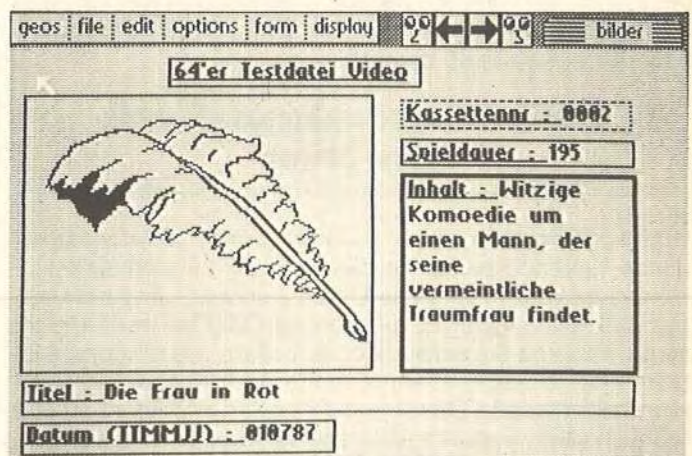 geos file edit options form display bilder
64'er Testdatei Video
Kassettennr : 0002
Spieldauer : 195
Inhalt : Witzige
Komoedie um
einen Mann, der
seine
vermeintliche
Traumfrau findet.
Titel : Die Frau in Rot
Datum (TTMMJJ) : 010787